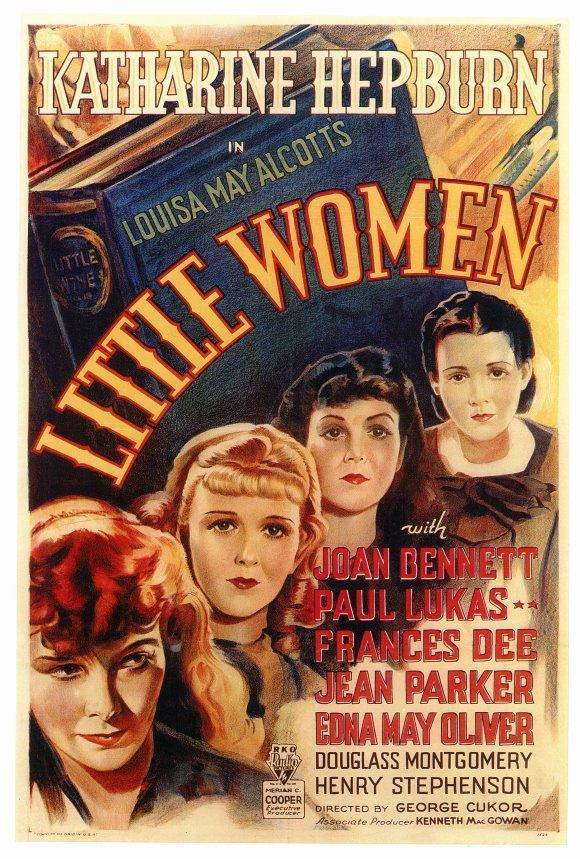 KATHARINE HEPBURN
IN
LOUISA MAY ALCOTT'S
LITTLE WOMEN
LITTLE
with
JOAN BENNETT
PAUL LUKAS **
FRANCES DEE
JEAN PARKER
EDNA MAY OLIVER
DOUGLASS MONTGOMERY
HENRY STEPHENSON
DIRECTED BY GEORGE CUKOR
Associate Producer KENNETH MacGOWAN
RKO
Radio
MERIAN C.
COOPER
Executive
Producer